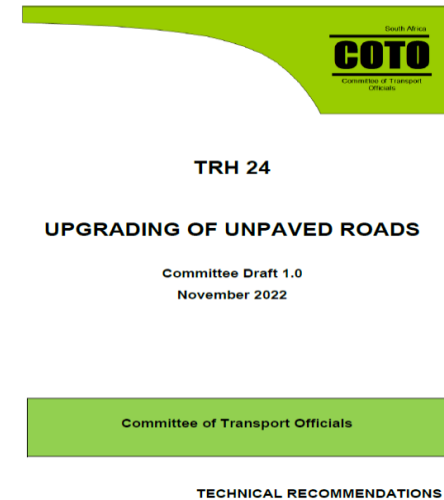 South Africa
COTO
Committee of Transport
Officials
TRH 24
UPGRADING OF UNPAVED ROADS
Committee Draft 1.0
November 2022
Committee of Transport Officials
TECHNICAL RECOMMENDATIONS